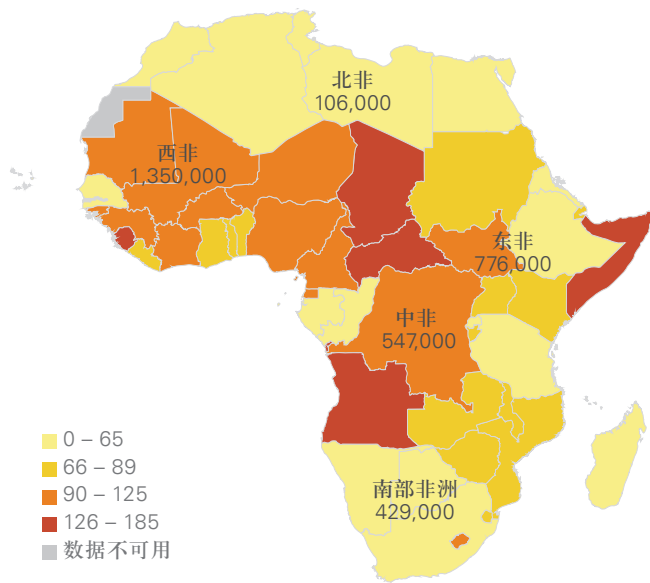 北非
106,000
西非
1,350,000
东非
776,000
中非
547,000
南部非洲
429,000
0 – 65
66 – 89
90 – 125
126 – 185
数据不可用